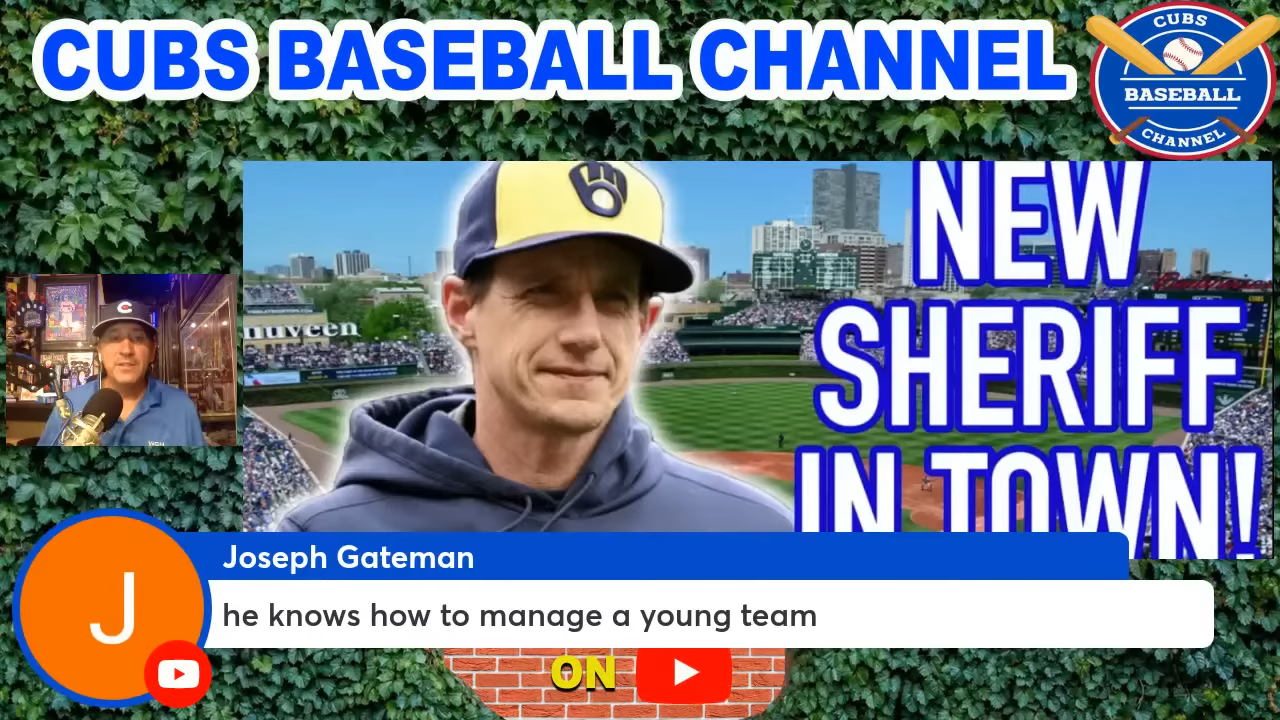 CUBS BASEBALL CHANNEL
CUBS
BASEBALL
CHANNEL
NEW
SHERIFF
IN TOWN!
nuveen
Budweiser
Joseph Gateman
he knows how to manage a young team
J
ON